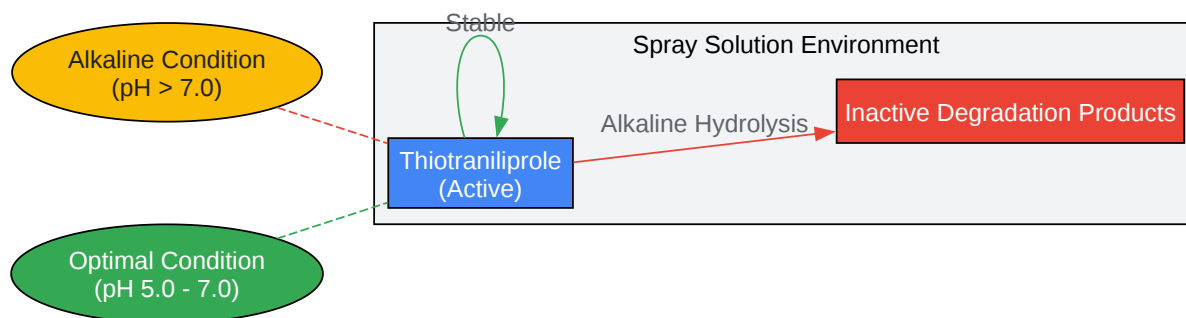 Stable
Spray Solution Environment
Alkaline Condition
(pH > 7.0)
Inactive Degradation Products
Alkaline Hydrolysis
Thiotraniliprole
(Active)
Optimal Condition
(pH 5.0 - 7.0)